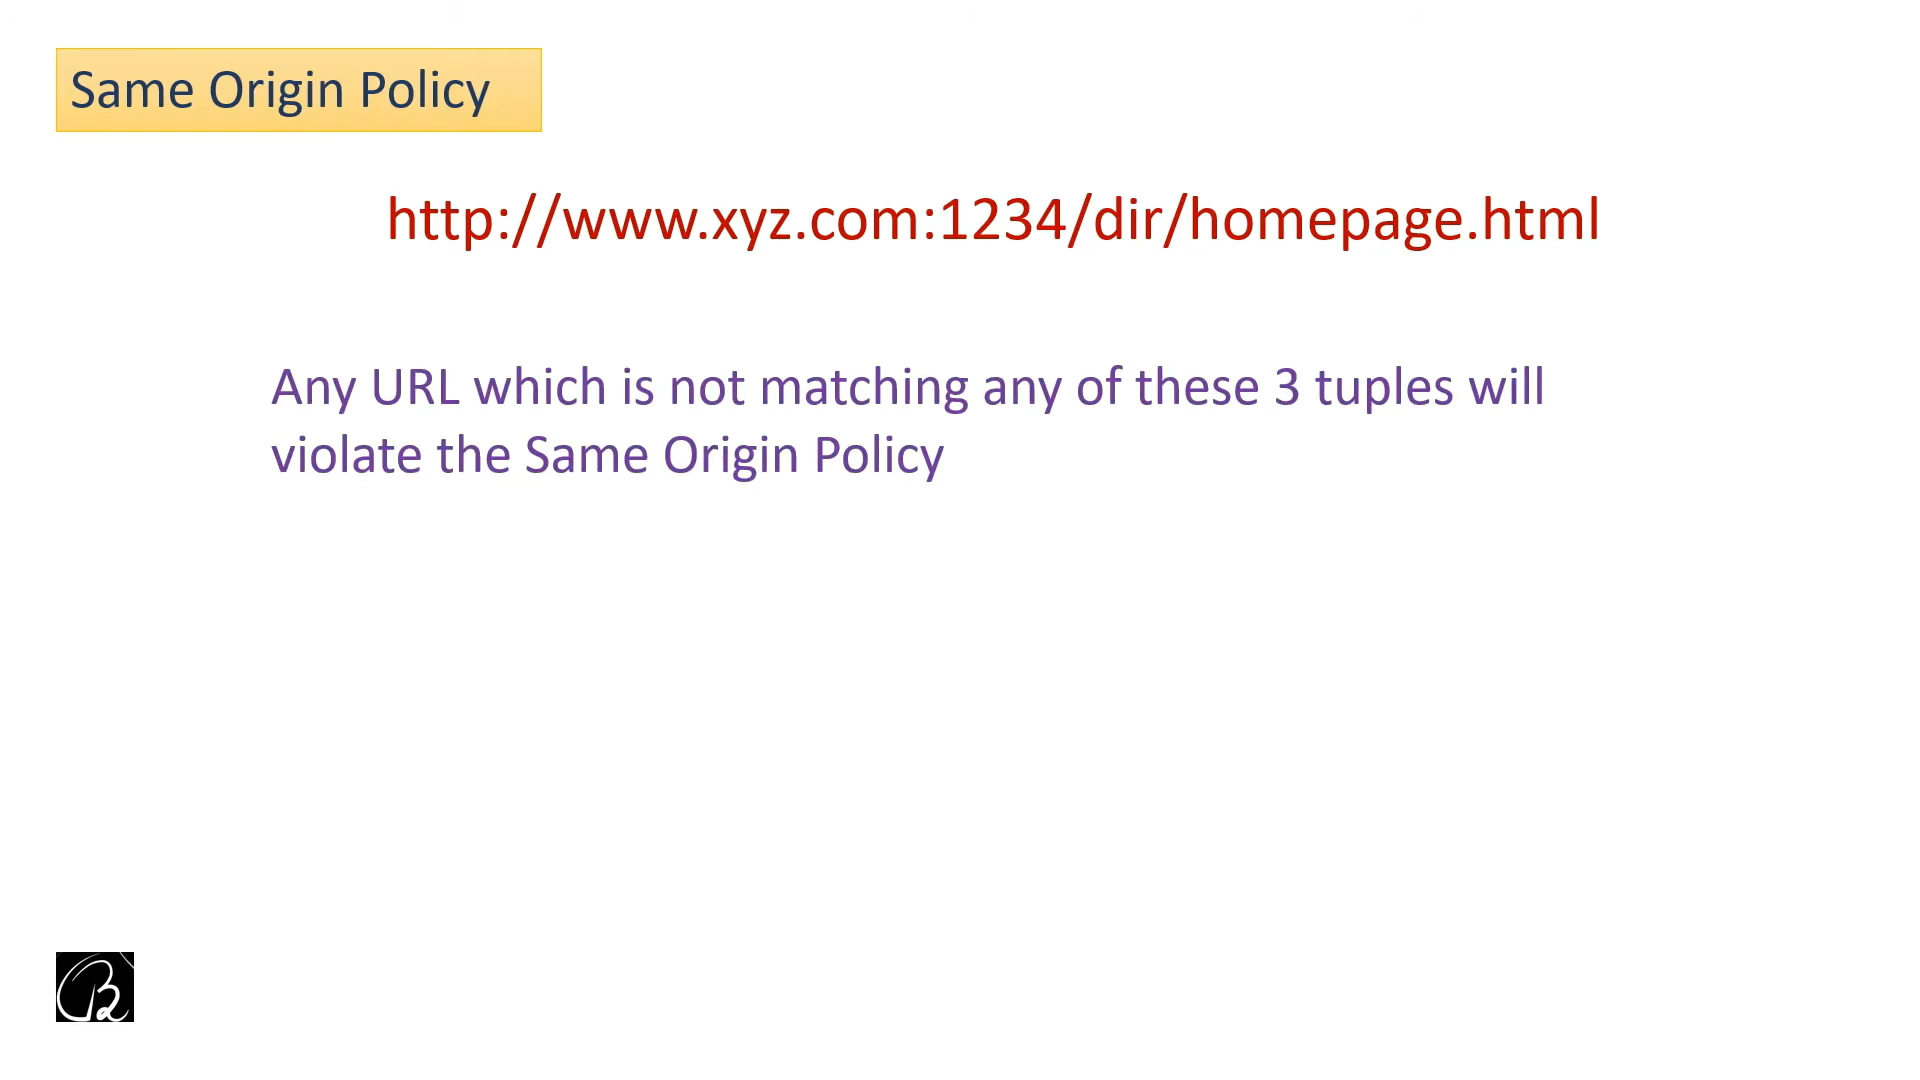 Same Origin Policy
http://www.xyz.com:1234/dir/homepage.html
Any URL which is not matching any of these 3 tuples will
violate the Same Origin Policy